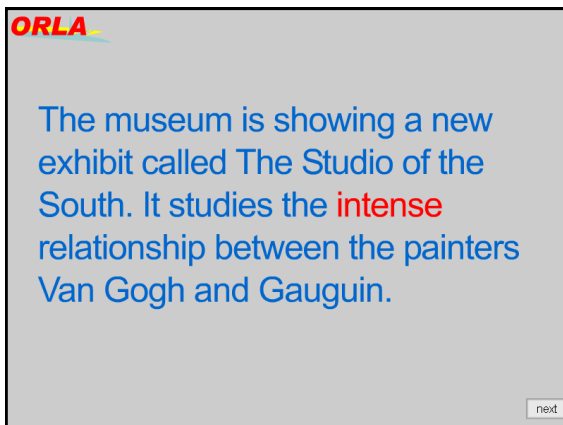 ORLA
The museum is showing a new
exhibit called The Studio of the
South. It studies the intense
relationship between the painters
Van Gogh and Gauguin.
next